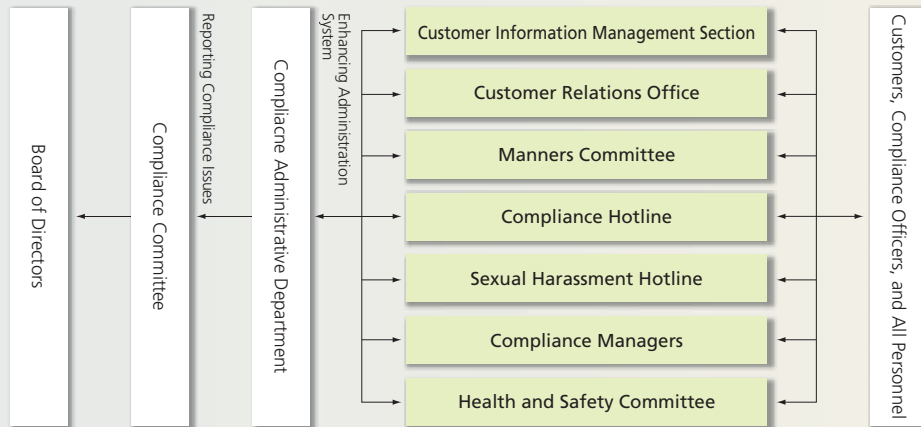 Board of Directors
Compliance Committee
Reporting Compliance Issues
Compliacne Administrative Department
Enhancing Administration
System
Customer Information Management Section
Customer Relations Office
Manners Committee
Compliance Hotline
Sexual Harassment Hotline
Compliance Managers
Health and Safety Committee
Customers, Compliance Officers, and All Personnel